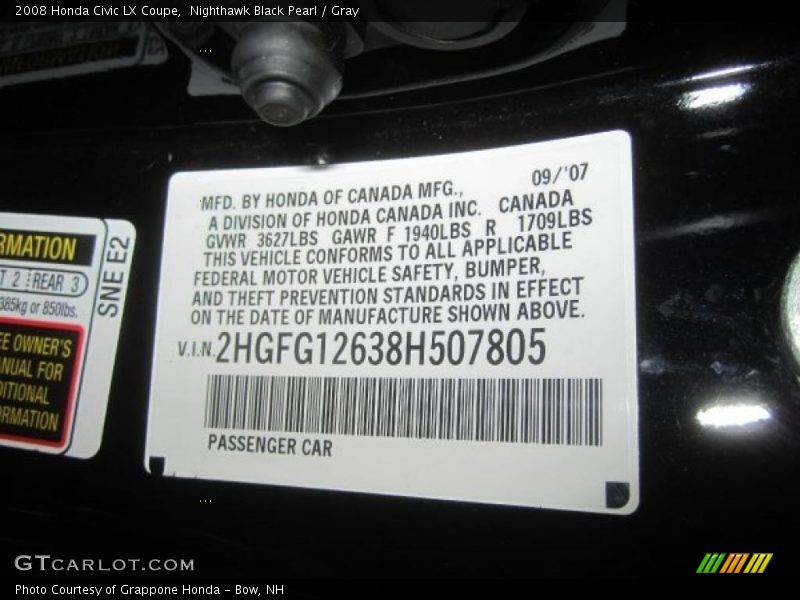 2008 Honda Civic LX Coupe, Nighthawk Black Pearl / Gray
09/'07
MFD. BY HONDA OF CANADA MFG.,
A DIVISION OF HONDA CANADA INC. CANADA
GVWR 3627LBS GAWR F 1940LBS R 1709LBS
THIS VEHICLE CONFORMS TO ALL APPLICABLE
FEDERAL MOTOR VEHICLE SAFETY, BUMPER,
AND THEFT PREVENTION STANDARDS IN EFFECT
ON THE DATE OF MANUFACTURE SHOWN ABOVE.
V.I.N. 2HGFG12638H507805
PASSENGER CAR
RMATION
T 2 REAR 3
385kg or 850lbs.
SNE E2
EE OWNER'S
ANUAL FOR
DITIONAL
ORMATION
GTCARLOT.COM
Photo Courtesy of Grappone Honda - Bow, NH